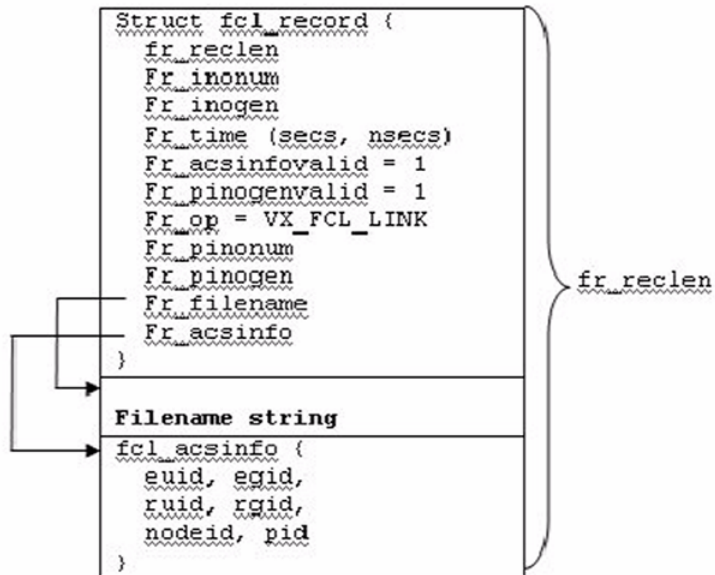 Struct fcl_record {
fr_reclen
Fr_inonum
Fr_inogen
Fr_time (secs, nsecs)
Fr_acsinfovalid = 1
Fr_pinogenvalid = 1
Fr_op = VX_FCL_LINK
Fr_pinonum
Fr_pinogen
Fr_filename
Fr_acsinfo
}
fr_reclen
Filename string
fcl_acsinfo {
euid, egid,
ruid, rgid,
nodeid, pid
}